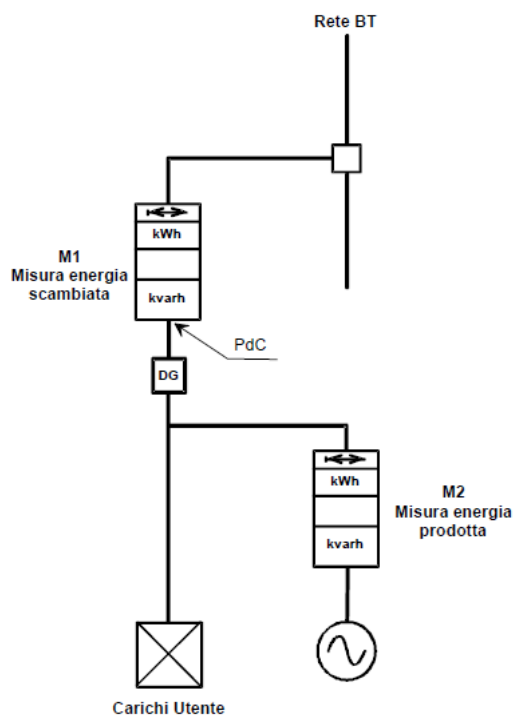 Rete BT
kWh
M1
Misura energia
scambiata
kvarh
PdC
DG
kWh
M2
Misura energia
prodotta
kvarh
Carichi Utente